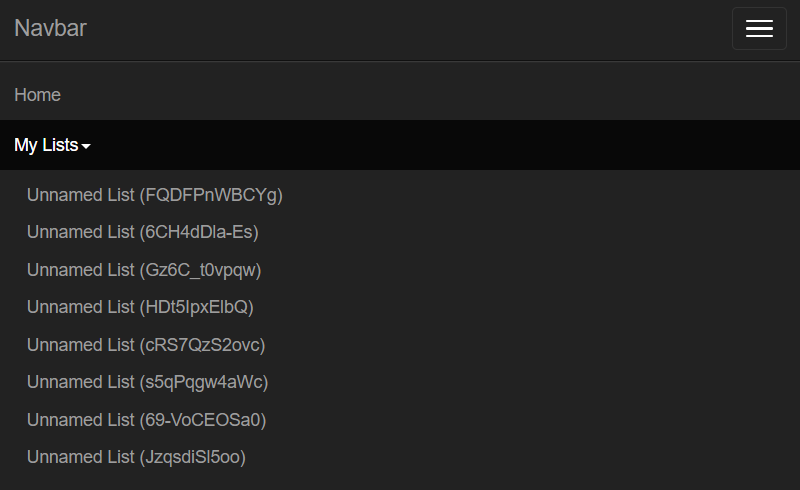 Navbar
Home
My Lists
Unnamed List (FQDFPnWBCYg)
Unnamed List (6CH4dDla-Es)
Unnamed List (Gz6C_t0vpqw)
Unnamed List (HDt5IpxElbQ)
Unnamed List (cRS7QzS2ovc)
Unnamed List (s5qPqgw4aWc)
Unnamed List (69-VoCEOSa0)
Unnamed List (JzqsdiSl5oo)